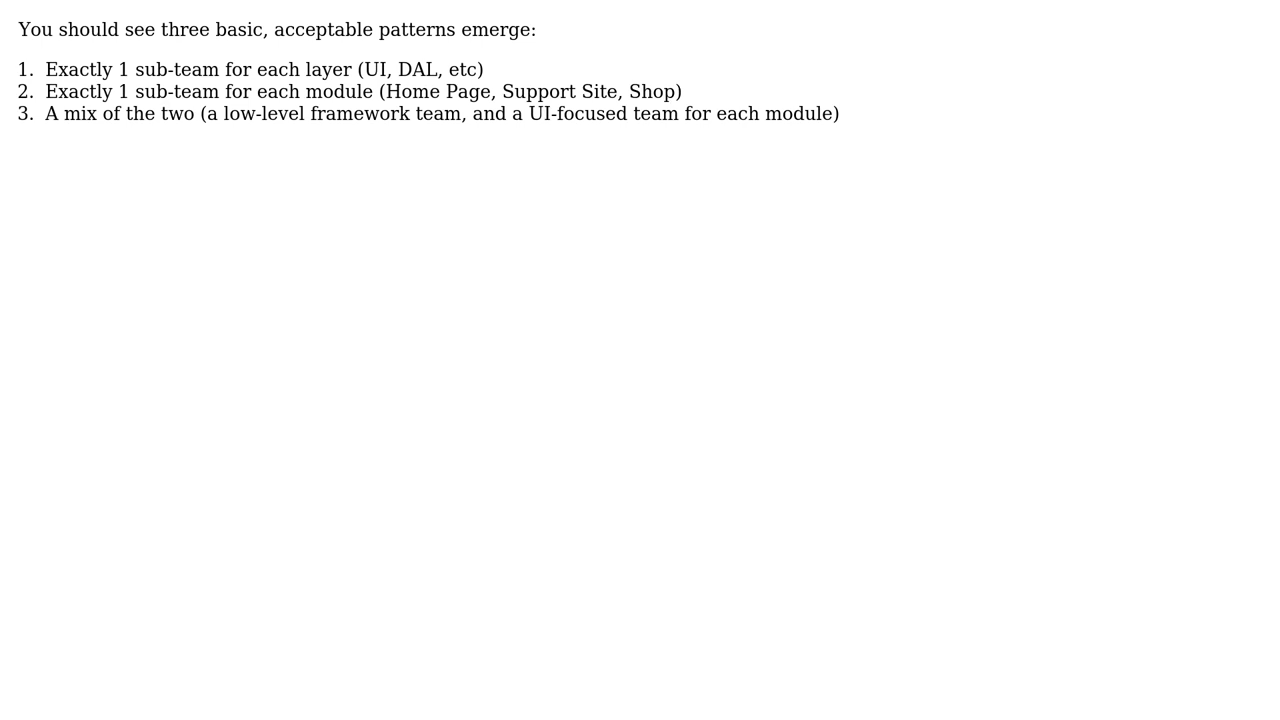 You should see three basic, acceptable patterns emerge:
1. Exactly 1 sub-team for each layer (UI, DAL, etc)
2. Exactly 1 sub-team for each module (Home Page, Support Site, Shop)
3. A mix of the two (a low-level framework team, and a UI-focused team for each module)